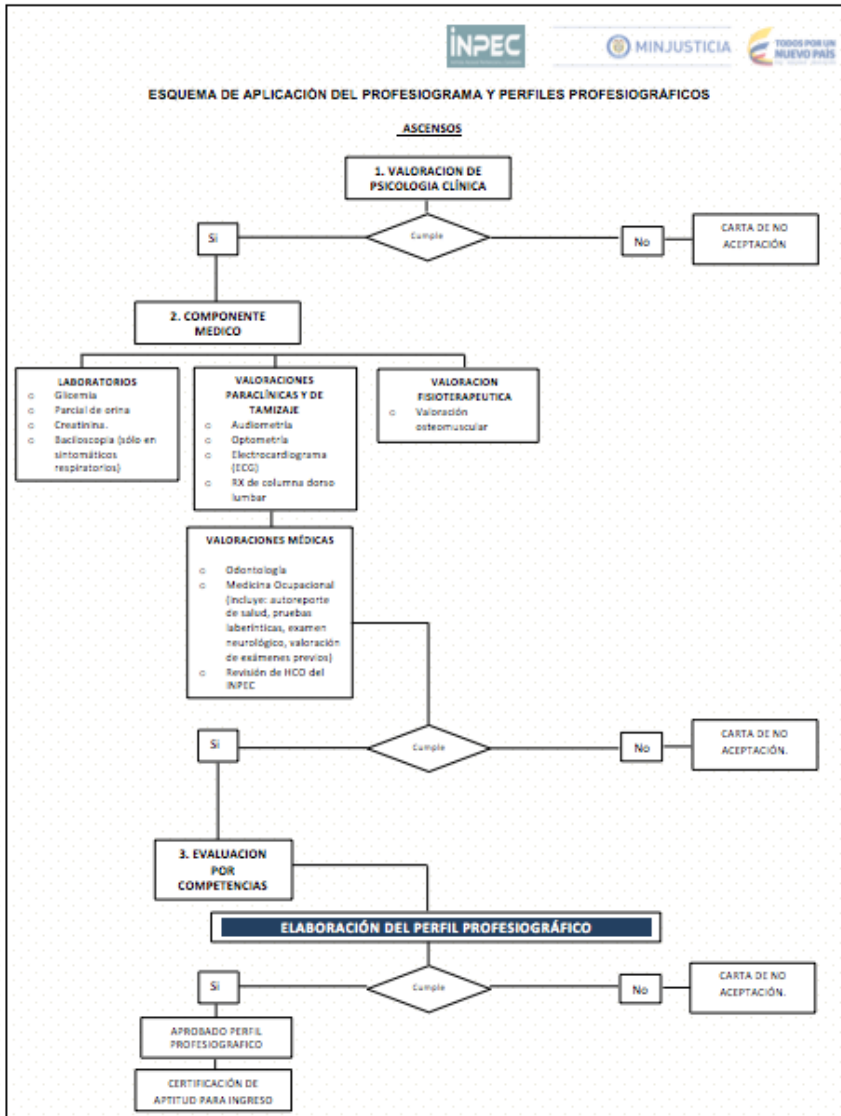 INPEC
MINJUSTICIA
TODOS POR UN
NUEVO PAÍS
ESQUEMA DE APLICACIÓN DEL PROFESIOGRAMA Y PERFILES PROFESIOGRÁFICOS
ASCENSOS
1. VALORACION DE
PSICOLOGIA CLÍNICA
Si
Cumple
No
CARTA DE NO
ACEPTACIÓN
2. COMPONENTE
MEDICO
LABORATORIOS
o Glicemia
o Parcial de orina
o Creatinina.
o Baciloscopia (sólo en
sintomáticos
respiratorios)
VALORACIONES
PARACLÍNICAS Y DE
TAMIZAJE
o Audiometría
o Optometría
o Electrocardiograma
(ECG)
o RX de columna dorso
lumbar
VALORACION
FISIOTERAPEUTICA
o Valoración
osteomuscular
VALORACIONES MÉDICAS
o Odontología
o Medicina Ocupacional
(incluye: autoreporte
de salud, pruebas
laberínticas, examen
neurológico, valoración
de exámenes previos)
o Revisión de HCO del
INPEC
Si
Cumple
No
CARTA DE NO
ACEPTACIÓN.
3. EVALUACION
POR
COMPETENCIAS
ELABORACIÓN DEL PERFIL PROFESIOGRÁFICO
Si
Cumple
No
CARTA DE NO
ACEPTACIÓN.
APROBADO PERFIL
PROFESIOGRAFICO
CERTIFICACIÓN DE
APTITUD PARA INGRESO